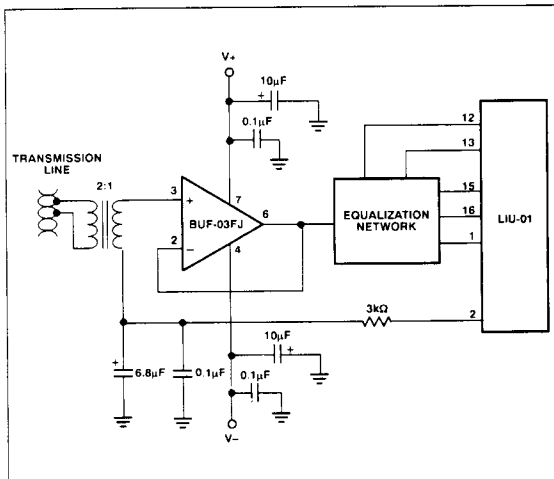 V+
10µF
+
0.1µF
TRANSMISSION
LINE
2:1
3
+
7
BUF-03FJ
6
2
−
4
EQUALIZATION
NETWORK
12
13
15
16
1
LIU-01
3kΩ
2
+
6.8µF
0.1µF
10µF
+
0.1µF
V−